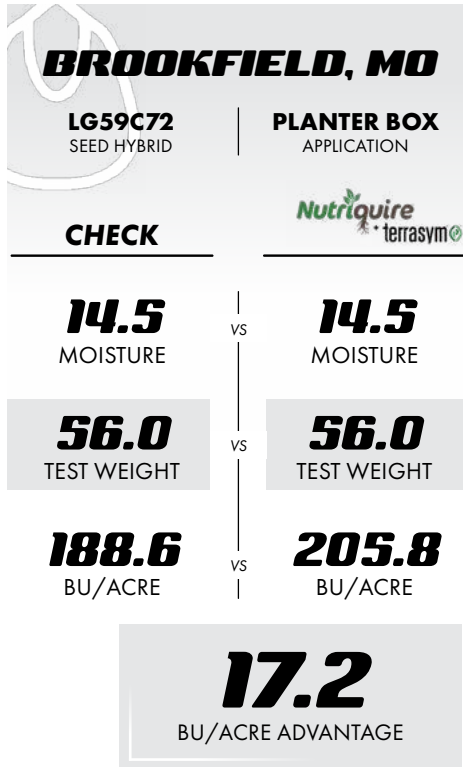 BROOKFIELD, MO
LG59C72
SEED HYBRID
PLANTER BOX
APPLICATION
CHECK
Nutriquire
+ terrasym
14.5
MOISTURE
VS
14.5
MOISTURE
56.0
TEST WEIGHT
VS
56.0
TEST WEIGHT
188.6
BU/ACRE
VS
205.8
BU/ACRE
17.2
BU/ACRE ADVANTAGE